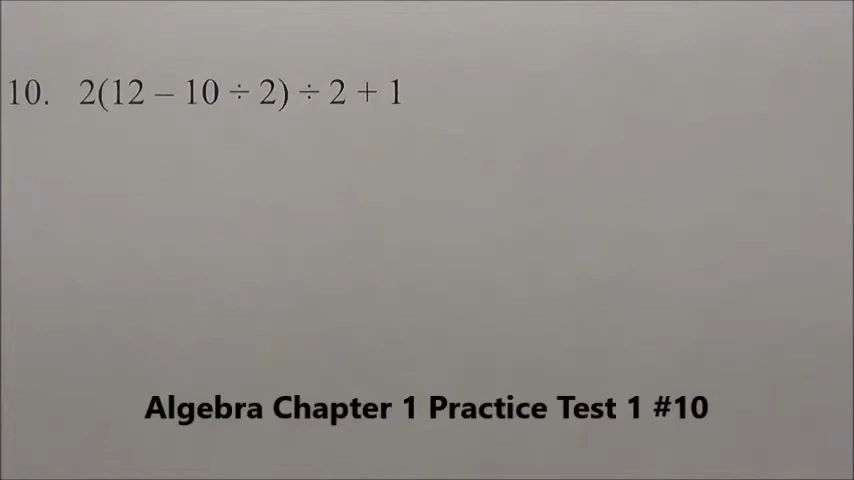 10. 2(12 – 10 ÷ 2) ÷ 2 + 1
Algebra Chapter 1 Practice Test 1 #10